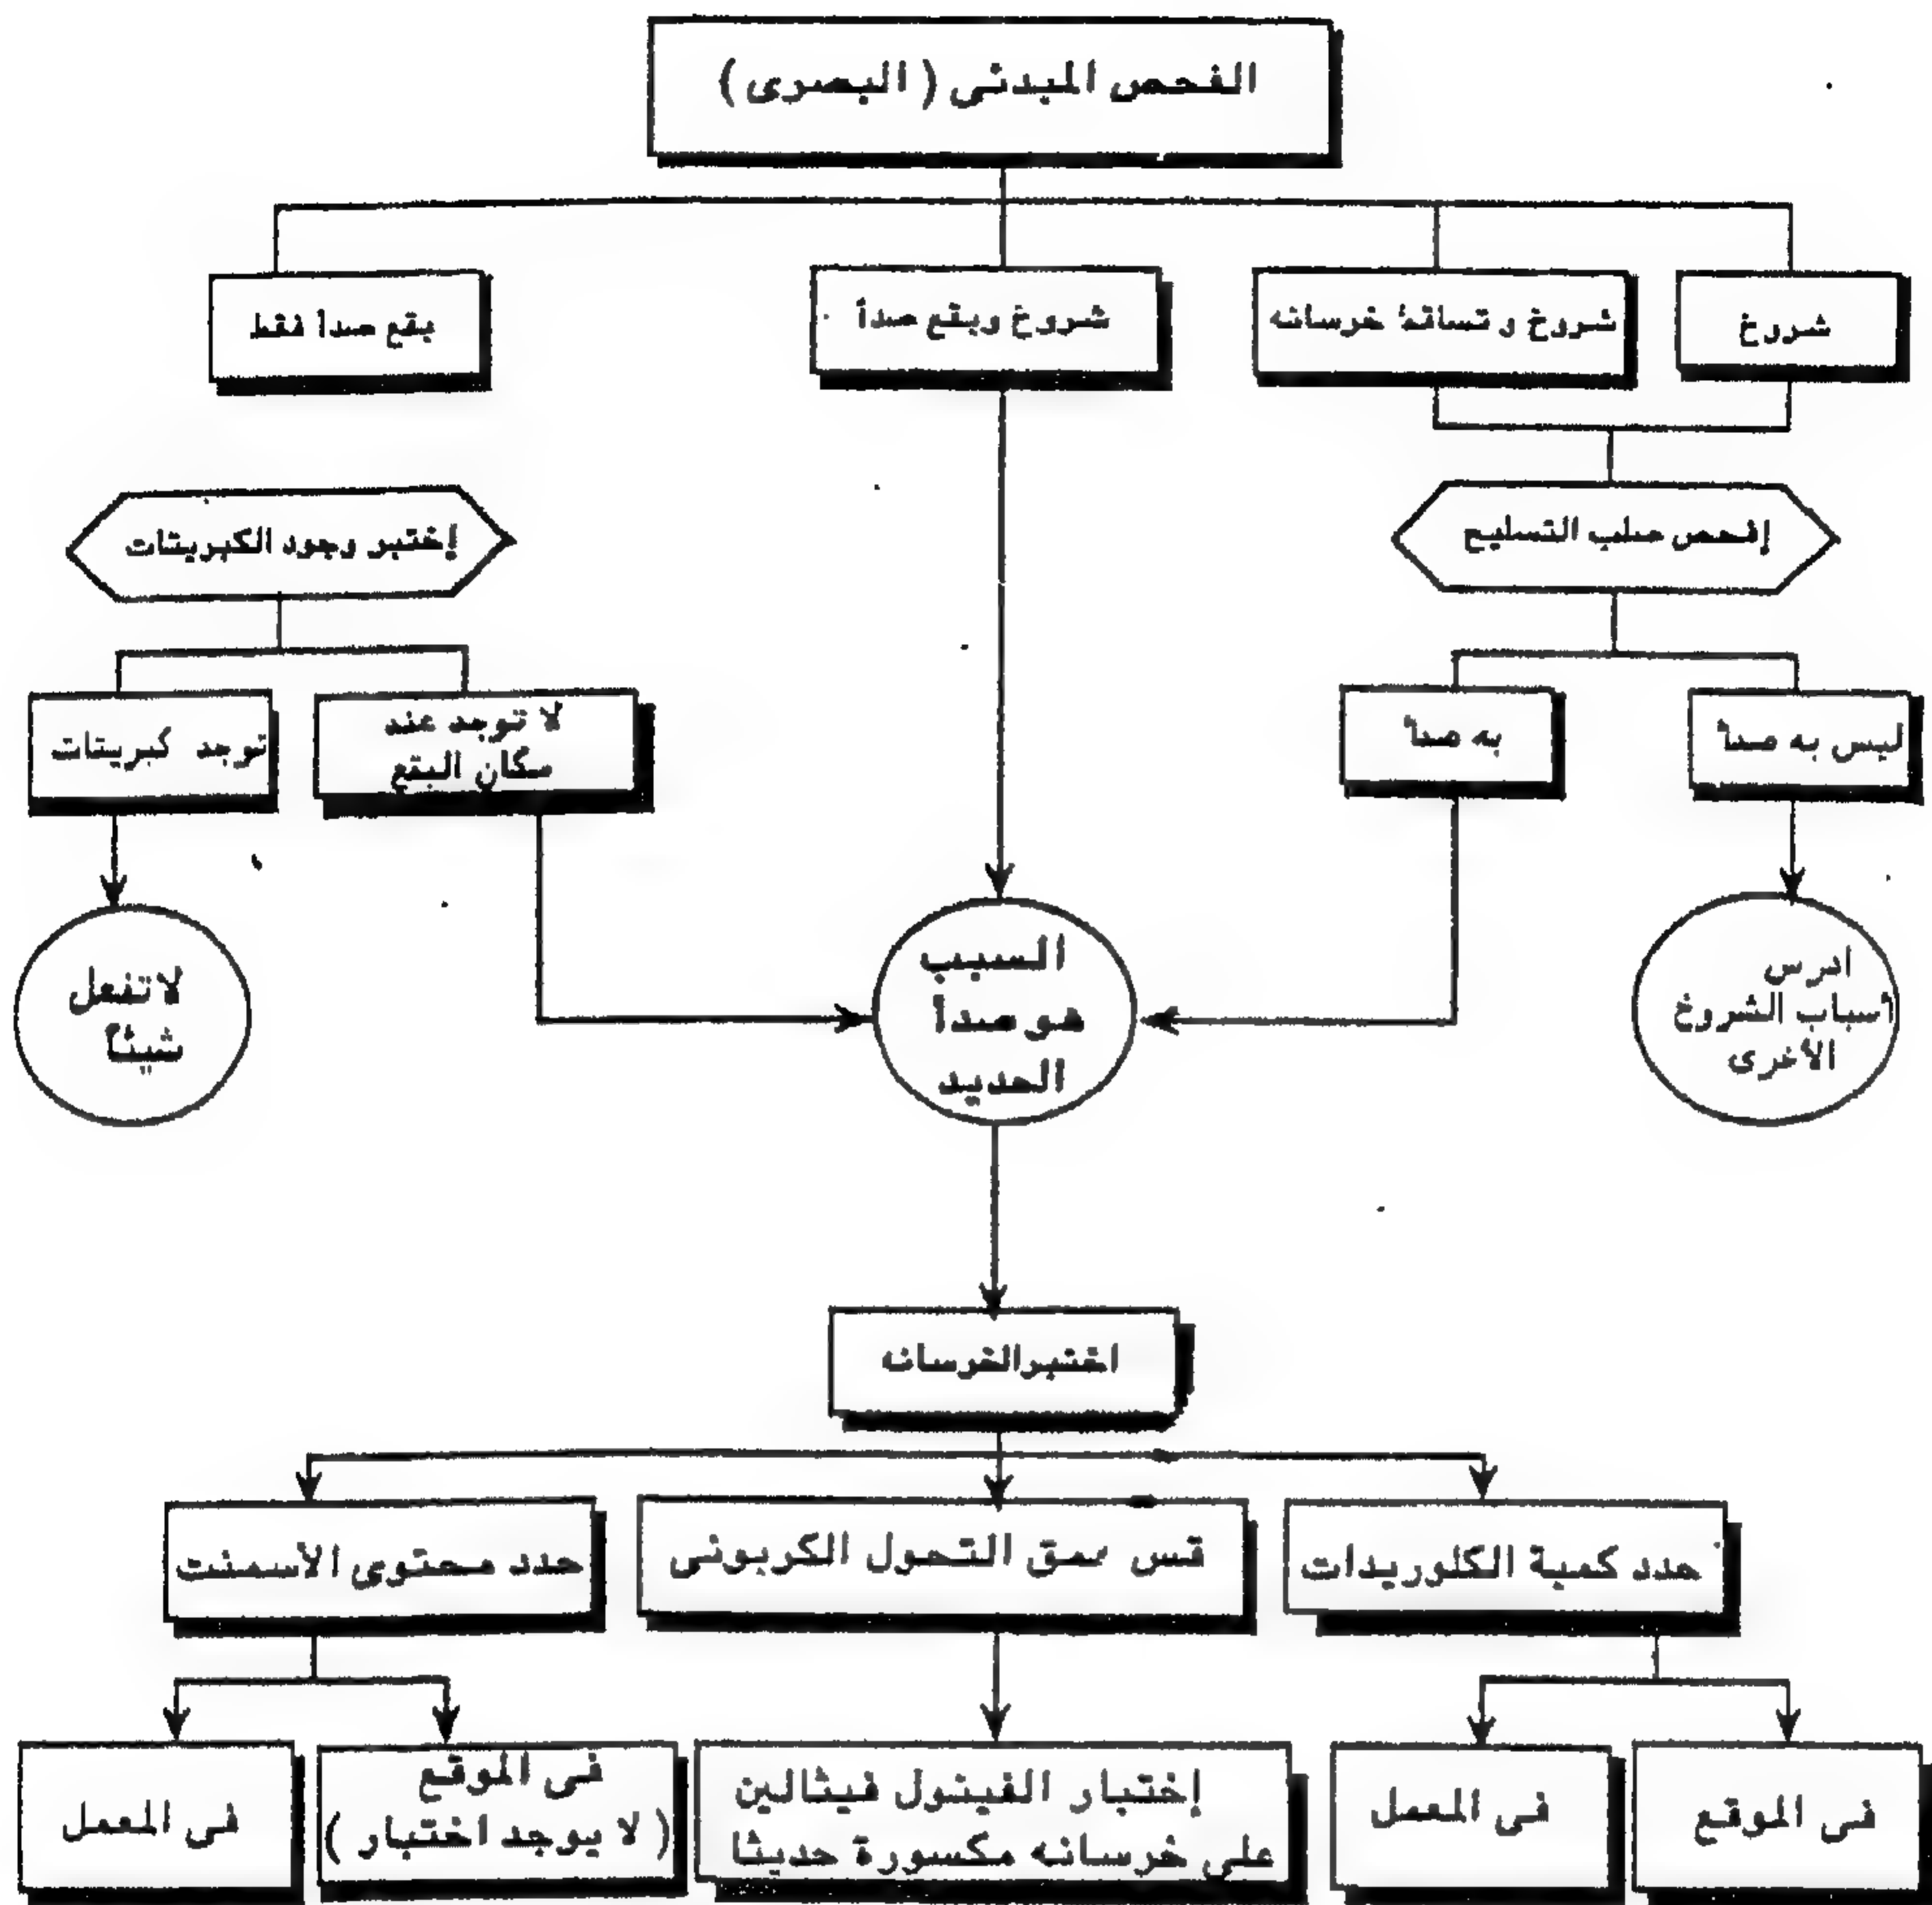 الفحص المبدئى ( البصرى )
شروخ
شروخ و تساقط خرسانه
شروخ وبقع صدأ
بقع صدأ فقط
إفحص صلب التسليح
إختبر وجود الكبريتات
ليس به صدأ
به صدأ
لا توجد عند
مكان البقع
توجد كبريتات
ادرس
أسباب الشروخ
الأخرى
السبب
هو صدأ
الحديد
لا تفعل
شيئاً
اختبر الخرسانه
حدد كمية الكلوريدات
قس عمق التحول الكربونى
حدد محتوى الأسمنت
فى الموقع
فى المعمل
إختبار الفينول فيثالين
على خرسانه مكسورة حديثا
فى الموقع
( لا يوجد اختبار )
فى المعمل